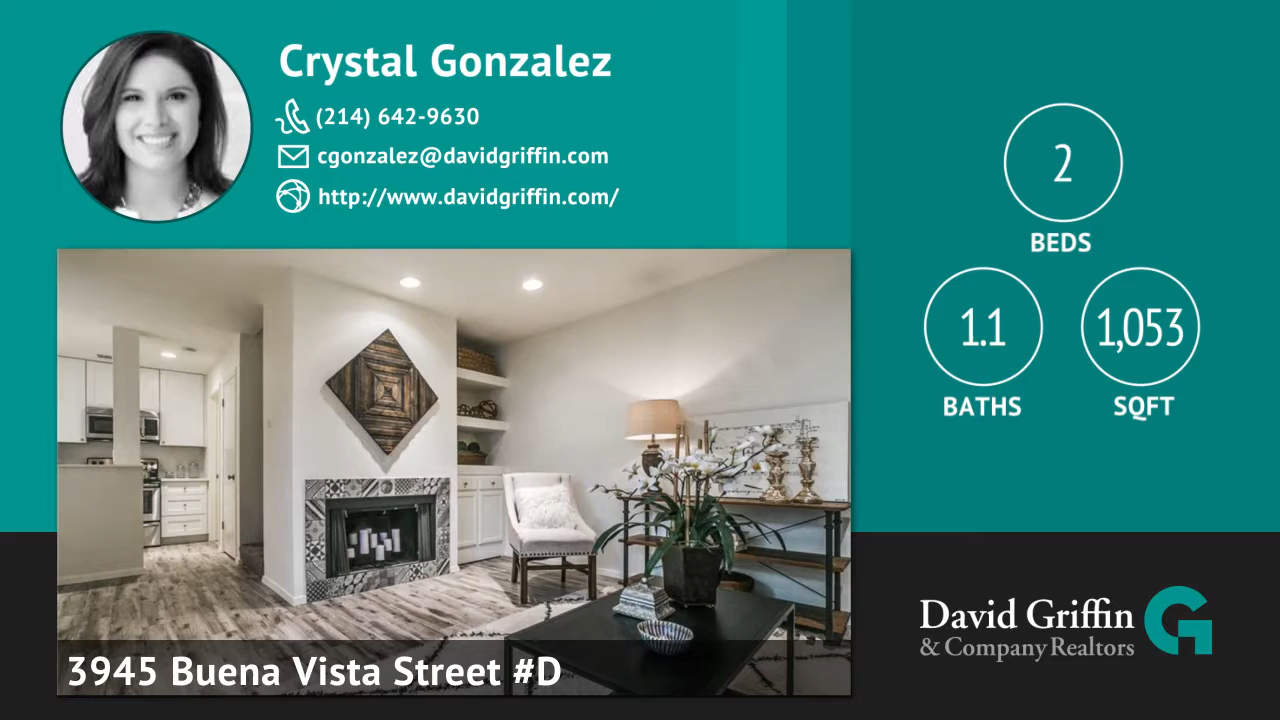 Crystal Gonzalez
(214) 642-9630
cgonzalez@davidgriffin.com
http://www.davidgriffin.com/
2
BEDS
1.1
BATHS
1,053
SQFT
3945 Buena Vista Street #D
David Griffin
& Company Realtors
G